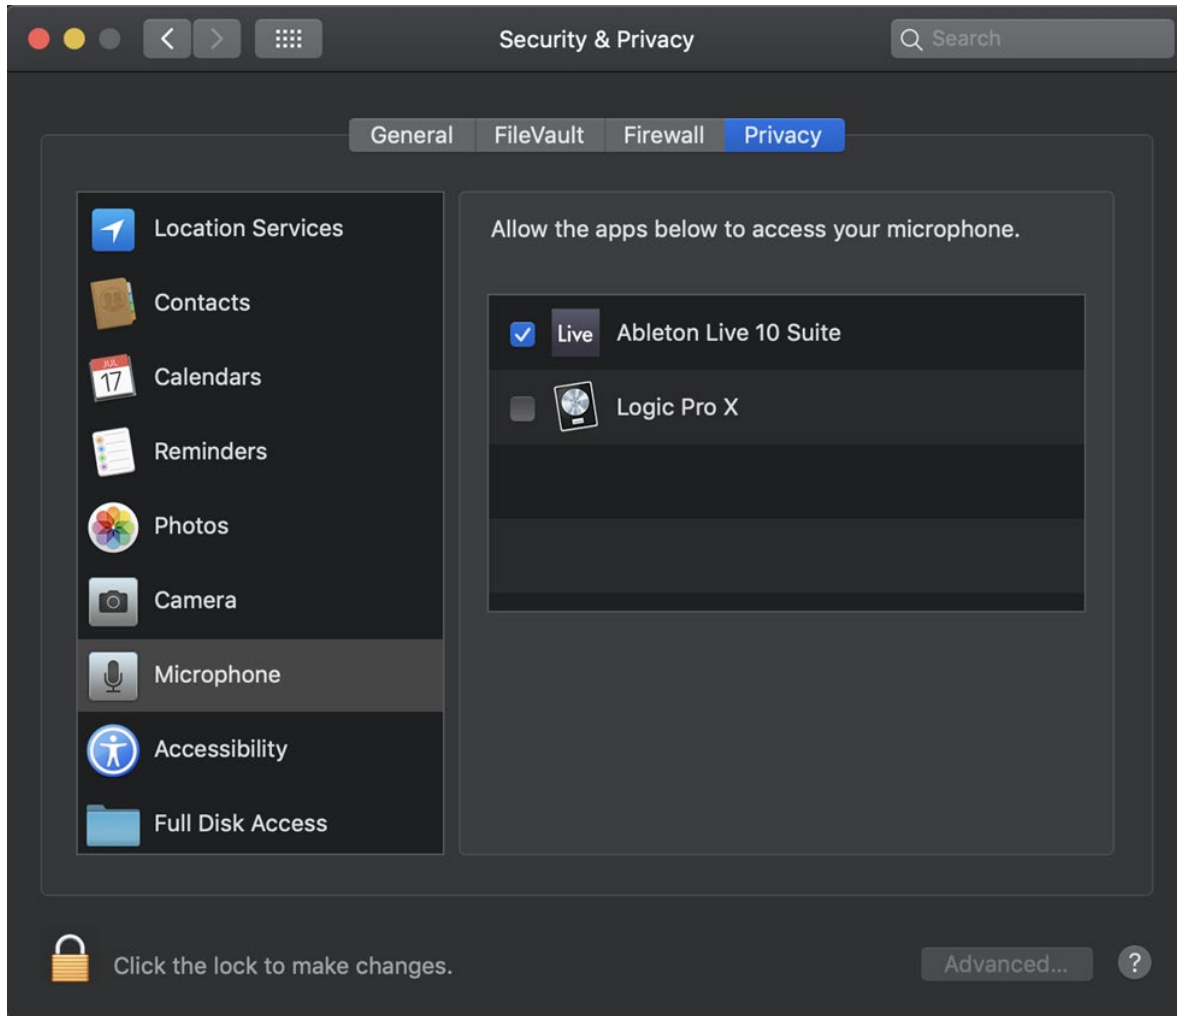 Security & Privacy
Search
General FileVault Firewall Privacy
Location Services
Contacts
JUL
17
Calendars
Reminders
Photos
Camera
Microphone
Accessibility
Full Disk Access
Allow the apps below to access your microphone.
Live Ableton Live 10 Suite
Logic Pro X
Click the lock to make changes.
Advanced...
?